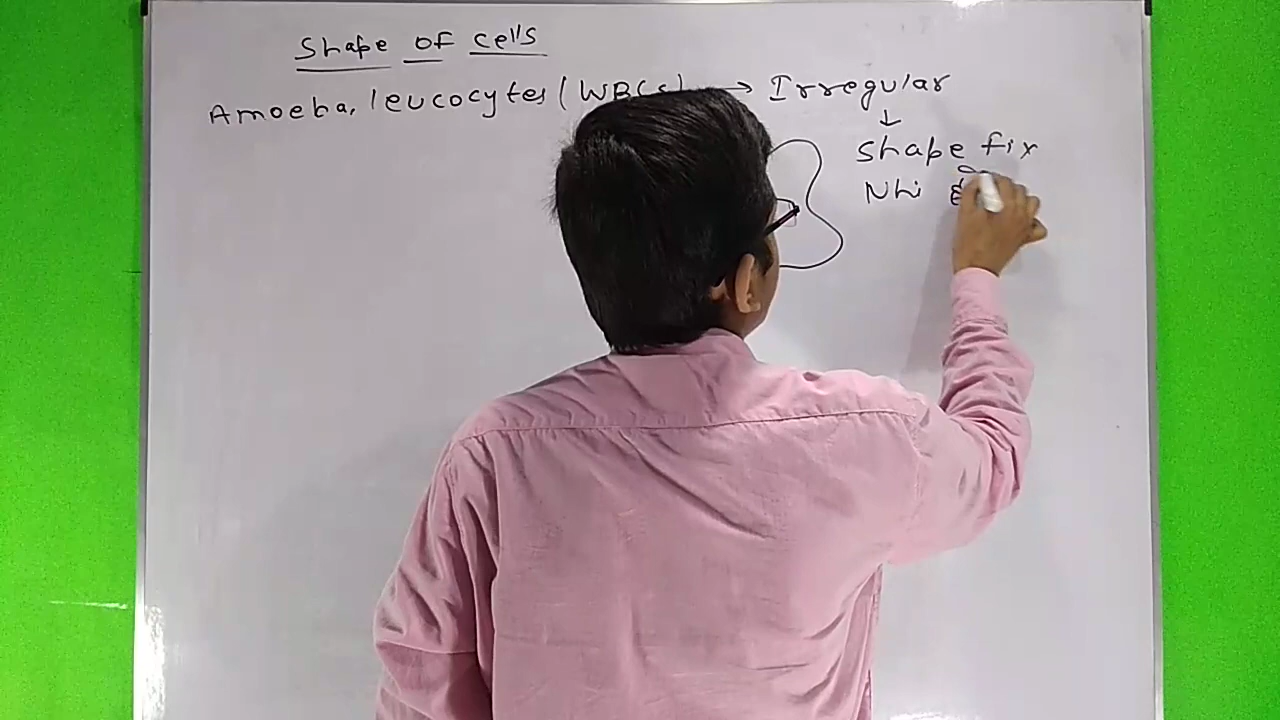 Shape of cells
Amoeba, leucocytes (WBCs) → Irregular
↓
Shape fix
Nhi